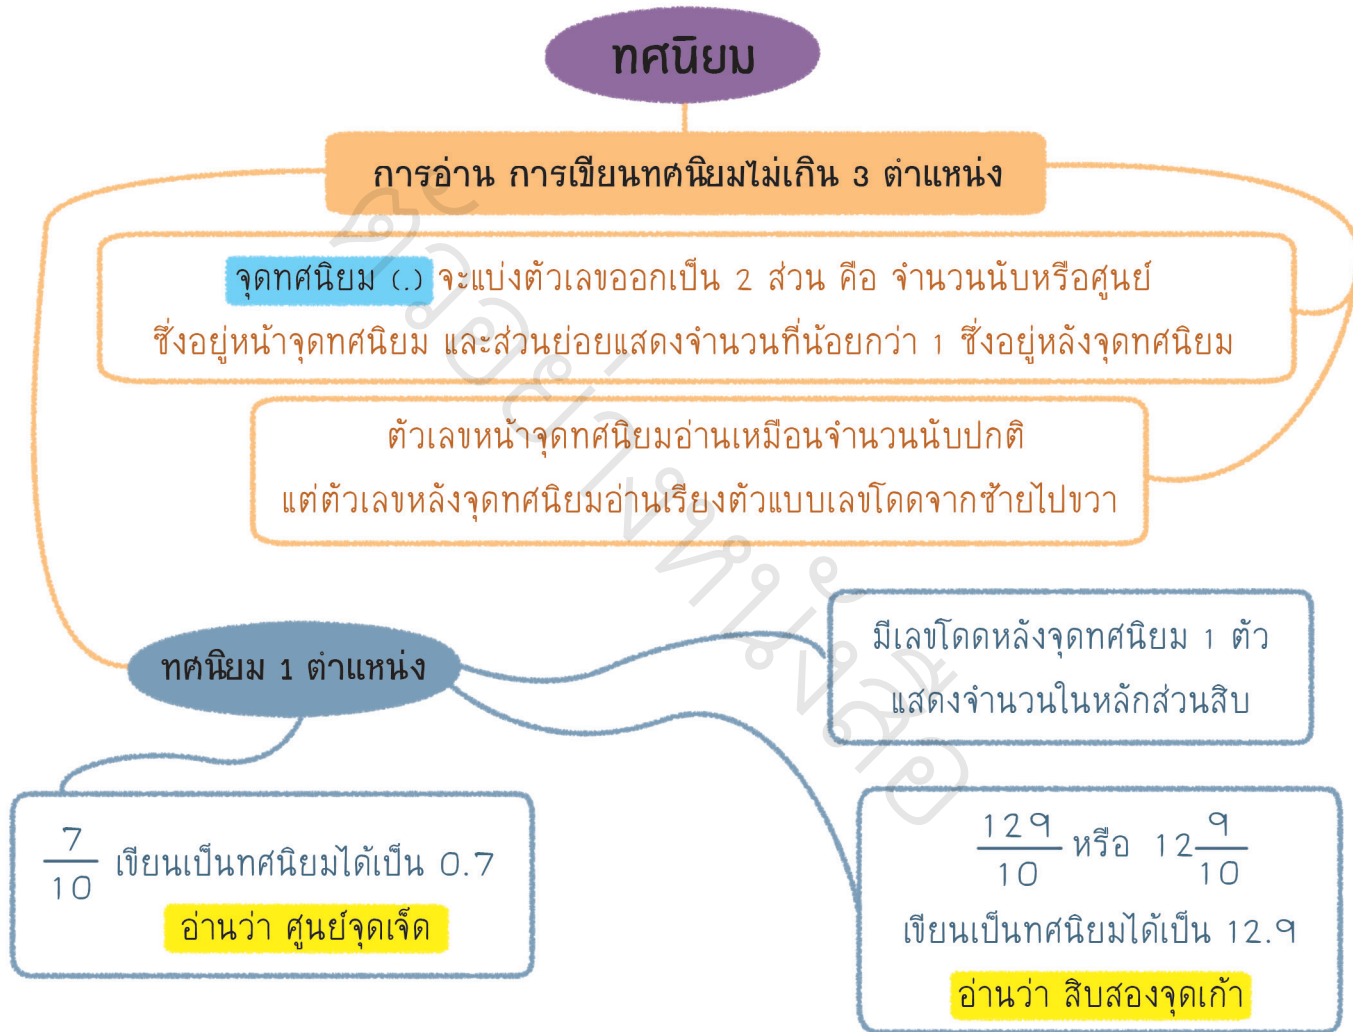 ทศนิยม
การอ่าน การเขียนทศนิยมไม่เกิน 3 ตำแหน่ง
จุดทศนิยม (.) จะแบ่งตัวเลขออกเป็น 2 ส่วน คือ จำนวนนับหรือศูนย์
ซึ่งอยู่หน้าจุดทศนิยม และส่วนย่อยแสดงจำนวนที่น้อยกว่า 1 ซึ่งอยู่หลังจุดทศนิยม
ตัวเลขหน้าจุดทศนิยมอ่านเหมือนจำนวนนับปกติ
แต่ตัวเลขหลังจุดทศนิยมอ่านเรียงตัวแบบเลขโดดจากซ้ายไปขวา
ตัวอย่างหนังสือ
ทศนิยม 1 ตำแหน่ง
มีเลขโดดหลังจุดทศนิยม 1 ตัว
แสดงจำนวนในหลักส่วนสิบ
7/10 เขียนเป็นทศนิยมได้เป็น 0.7
อ่านว่า ศูนย์จุดเจ็ด
129/10 หรือ 12 9/10
เขียนเป็นทศนิยมได้เป็น 12.9
อ่านว่า สิบสองจุดเก้า